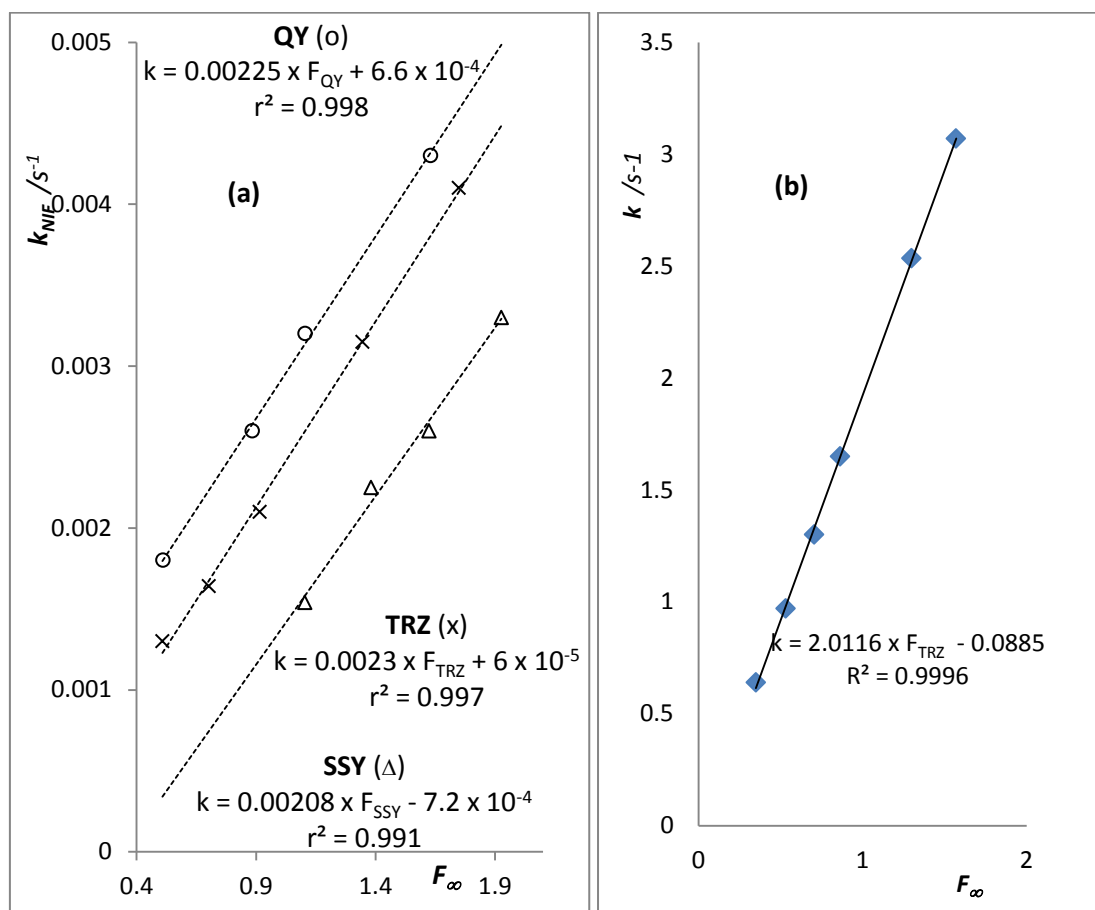 0.005
0.004
0.003
0.002
0.001
0
k_NIF /s^-1
QY (o)
k = 0.00225 x F_QY + 6.6 x 10^-4
r² = 0.998
(a)
TRZ (x)
k = 0.0023 x F_TRZ + 6 x 10^-5
r² = 0.997
SSY (Δ)
k = 0.00208 x F_SSY - 7.2 x 10^-4
r² = 0.991
0.4 0.9 1.4 1.9
F_∞
3.5
3
2.5
2
1.5
1
0.5
0
k /s-1
(b)
k = 2.0116 x F_TRZ - 0.0885
R² = 0.9996
0 1 2
F_∞